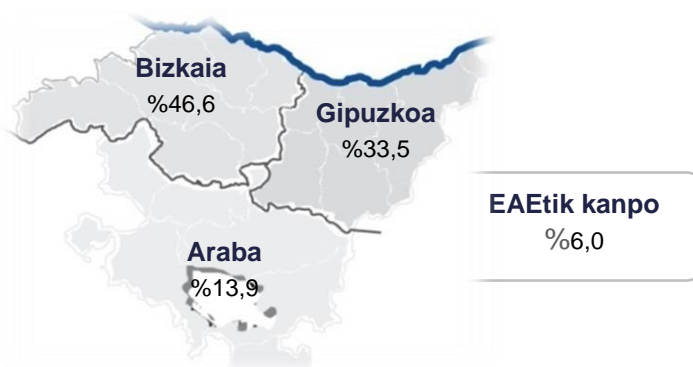 Bizkaia
%46,6
Gipuzkoa
%33,5
EAEtik kanpo
%6,0
Araba
%13,9